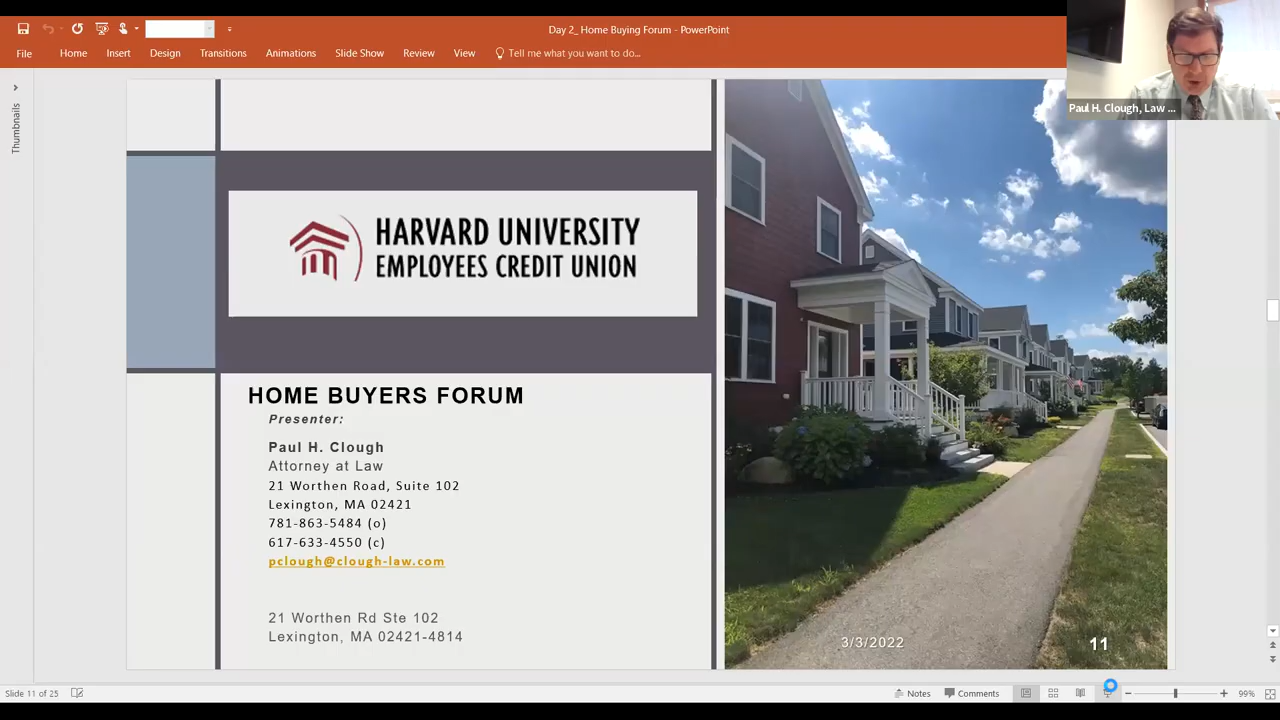 Day 2_ Home Buying Forum - PowerPoint
File Home Insert Design Transitions Animations Slide Show Review View Tell me what you want to do...
Paul H. Clough, Law ...
Thumbnails
HARVARD UNIVERSITY
EMPLOYEES CREDIT UNION
HOME BUYERS FORUM
Presenter:
Paul H. Clough
Attorney at Law
21 Worthen Road, Suite 102
Lexington, MA 02421
781-863-5484 (o)
617-633-4550 (c)
pclough@clough-law.com
21 Worthen Rd Ste 102
Lexington, MA 02421-4814
3/3/2022
11
Slide 11 of 25 Notes Comments 99%